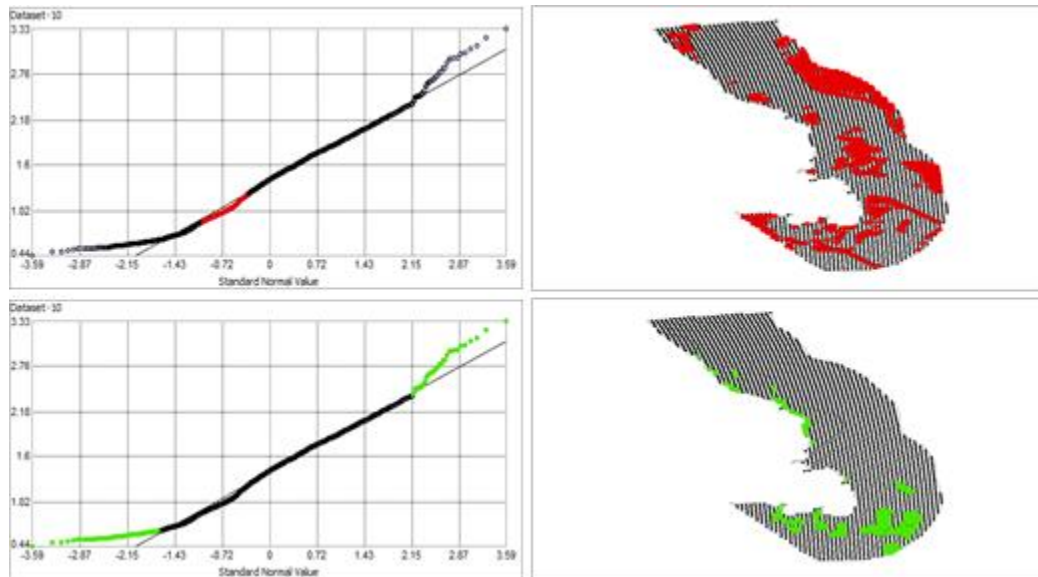 Dataset · 10
3.33
2.76
2.18
1.6
1.02
0.44
-3.59 -2.87 -2.15 -1.43 -0.72 0 0.72 1.43 2.15 2.87 3.59
Standard Normal Value
Dataset · 10
3.33
2.76
2.18
1.6
1.02
0.44
-3.59 -2.87 -2.15 -1.43 -0.72 0 0.72 1.43 2.15 2.87 3.59
Standard Normal Value